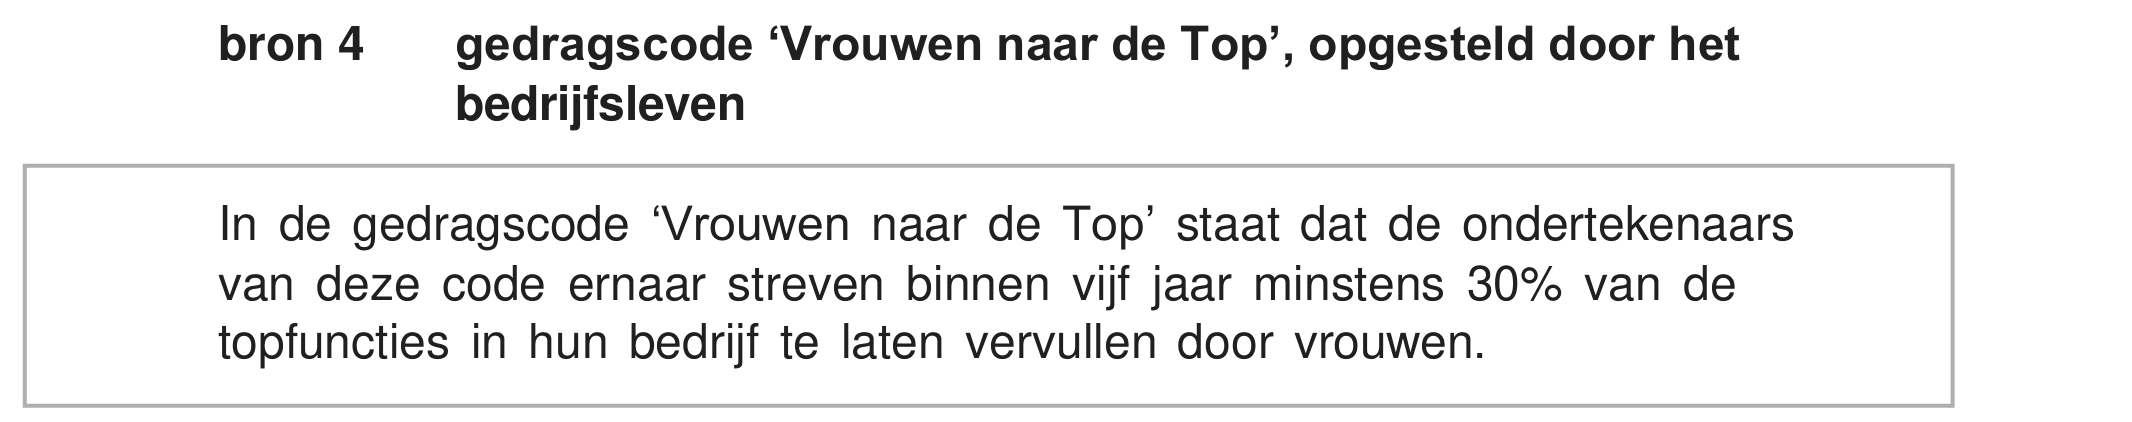 bron 4 gedragscode ‘Vrouwen naar de Top’, opgesteld door het
bedrijfsleven
In de gedragscode ‘Vrouwen naar de Top’ staat dat de ondertekenaars
van deze code ernaar streven binnen vijf jaar minstens 30% van de
topfuncties in hun bedrijf te laten vervullen door vrouwen.